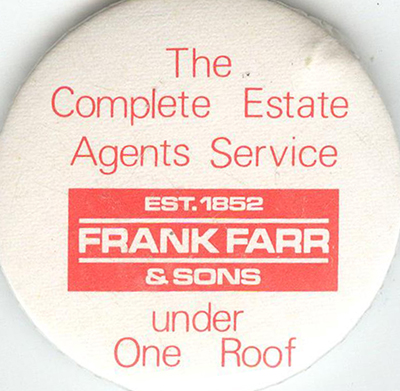 The
Complete Estate
Agents Service
EST. 1852
FRANK FARR
& SONS
under
One Roof